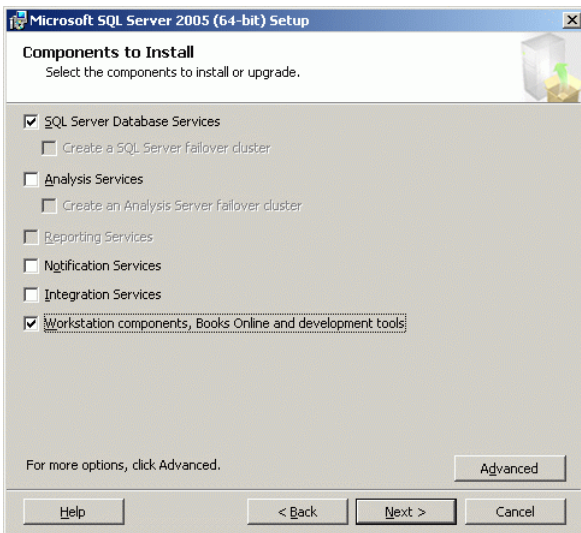 Microsoft SQL Server 2005 (64-bit) Setup
Components to Install
Select the components to install or upgrade.
SQL Server Database Services
Create a SQL Server failover cluster
Analysis Services
Create an Analysis Server failover cluster
Reporting Services
Notification Services
Integration Services
Workstation components, Books Online and development tools
For more options, click Advanced.
Advanced
Help
< Back
Next >
Cancel